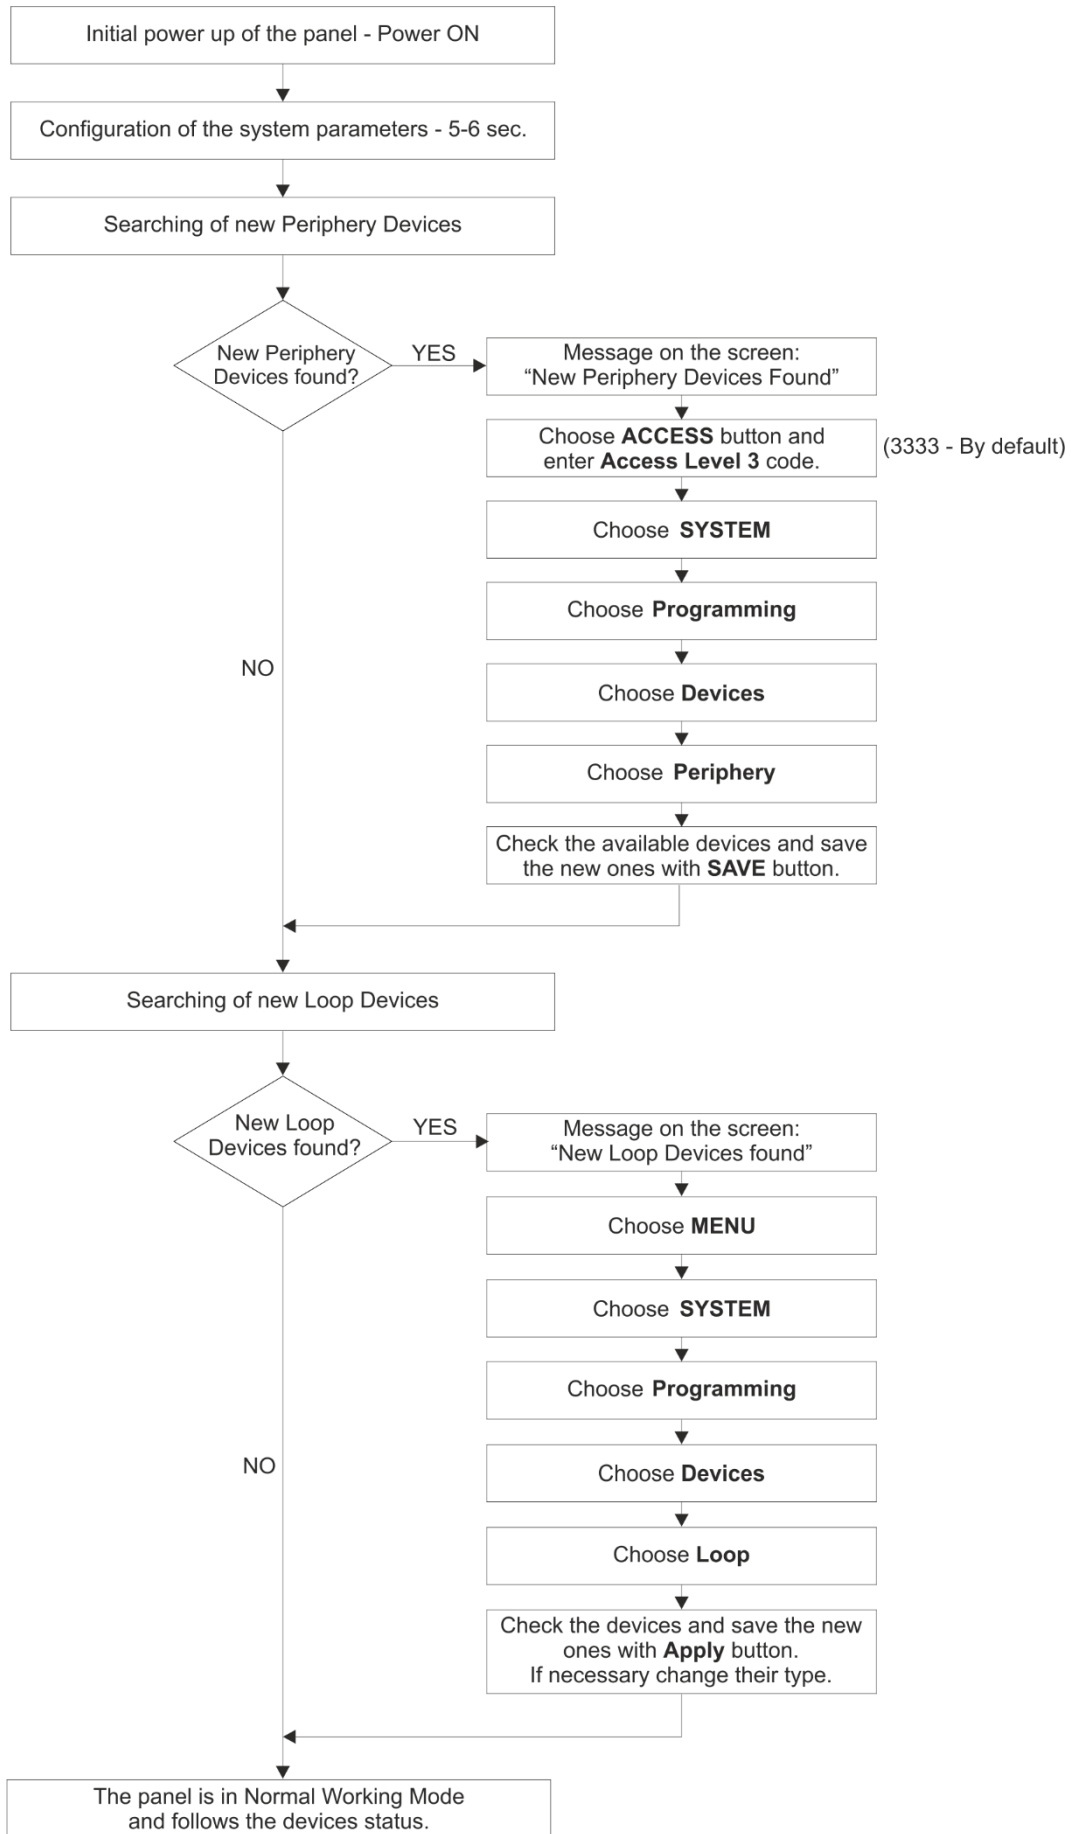 Initial power up of the panel - Power ON
Configuration of the system parameters - 5-6 sec.
Searching of new Periphery Devices
New Periphery
Devices found?
YES
Message on the screen:
“New Periphery Devices Found”
Choose ACCESS button and
enter Access Level 3 code.
(3333 - By default)
Choose SYSTEM
Choose Programming
NO
Choose Devices
Choose Periphery
Check the available devices and save
the new ones with SAVE button.
Searching of new Loop Devices
New Loop
Devices found?
YES
Message on the screen:
“New Loop Devices found”
Choose MENU
Choose SYSTEM
Choose Programming
NO
Choose Devices
Choose Loop
Check the devices and save the new
ones with Apply button.
If necessary change their type.
The panel is in Normal Working Mode
and follows the devices status.